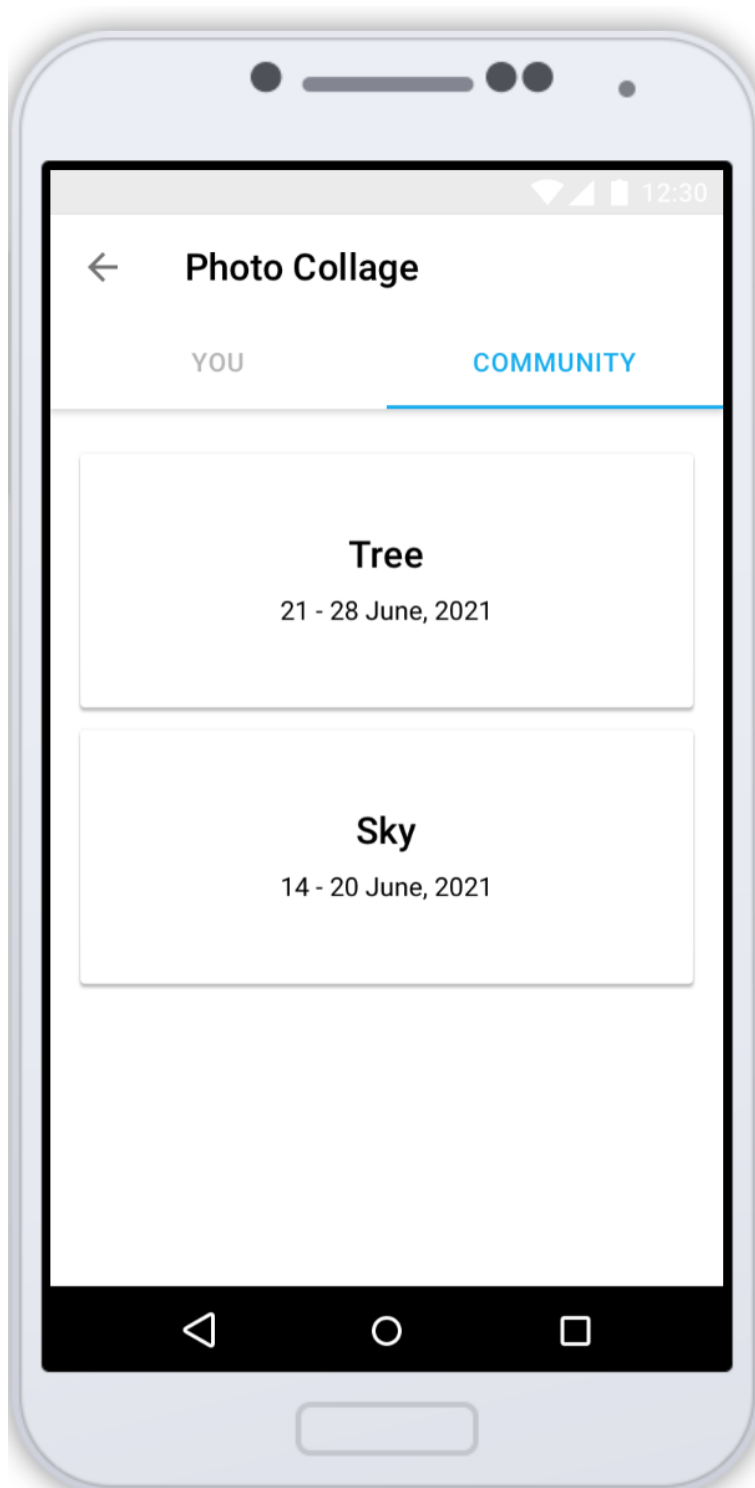 12:30
Photo Collage
YOU
COMMUNITY
Tree
21 - 28 June, 2021
Sky
14 - 20 June, 2021